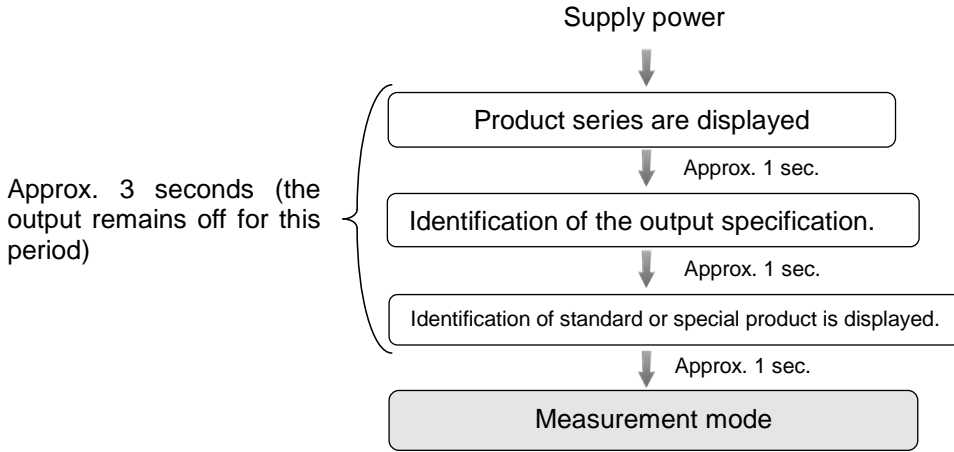 Supply power
Product series are displayed
Approx. 1 sec.
Approx. 3 seconds (the
output remains off for this
period)
Identification of the output specification.
Approx. 1 sec.
Identification of standard or special product is displayed.
Approx. 1 sec.
Measurement mode